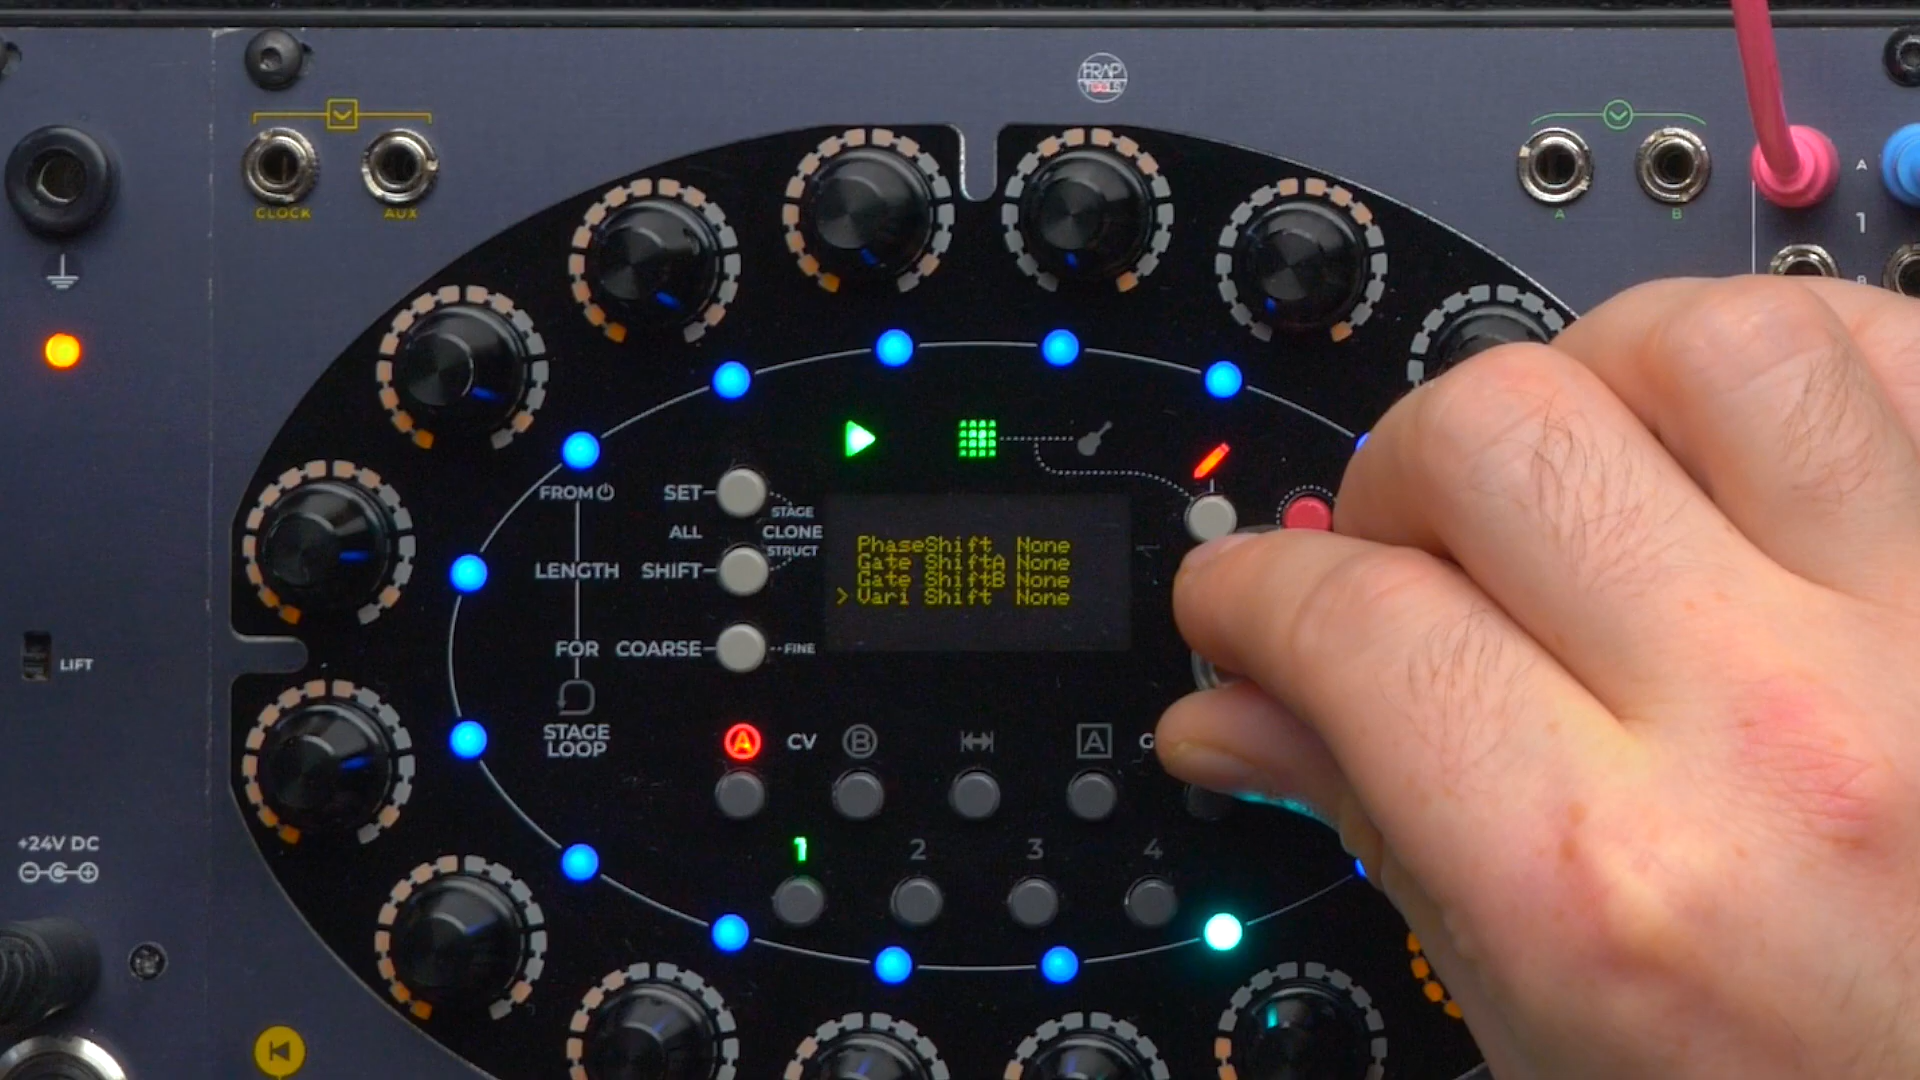 FRAP
TOOLS
CLOCK
AUX
A
B
A
1
B
LIFT
+24V DC
FROM
LENGTH
FOR
STAGE
LOOP
SET
ALL
SHIFT
COARSE
STAGE
CLONE
STRUCT
FINE
PhaseShift None
Gate ShiftA None
Gate ShiftB None
>Vari Shift None
A
CV
B
A
G
1
2
3
4